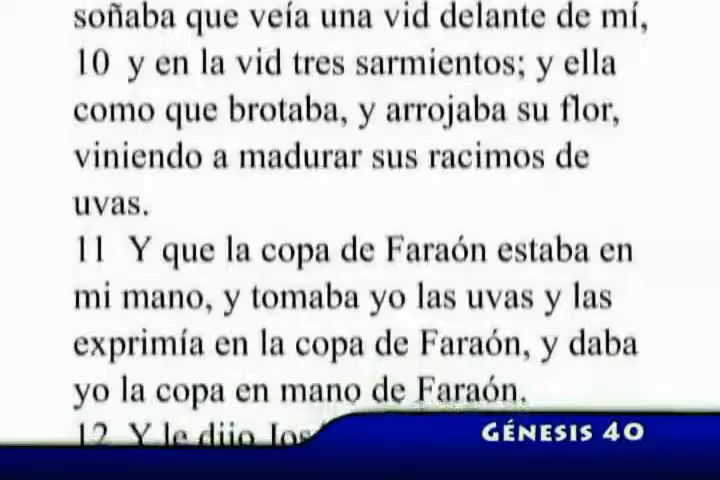 soñaba que veía una vid delante de mí,
10 y en la vid tres sarmientos; y ella
como que brotaba, y arrojaba su flor,
viniendo a madurar sus racimos de
uvas.
11 Y que la copa de Faraón estaba en
mi mano, y tomaba yo las uvas y las
exprimía en la copa de Faraón, y daba
yo la copa en mano de Faraón.
12 Y le dijo
GÉNESIS 40